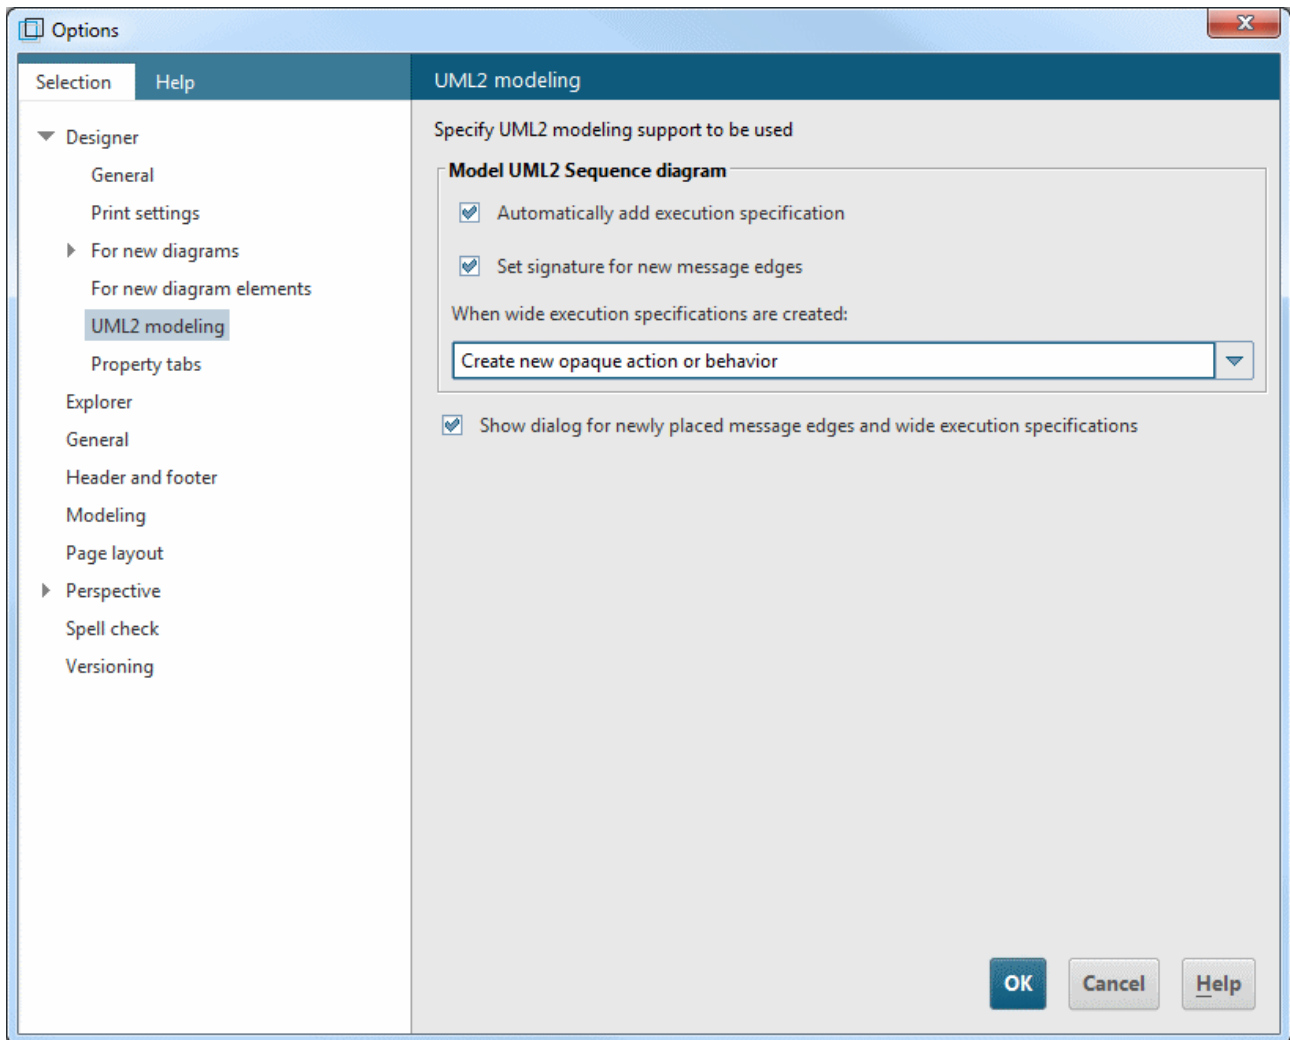 Options
X
Selection
Help
Designer
General
Print settings
For new diagrams
For new diagram elements
UML2 modeling
Property tabs
Explorer
General
Header and footer
Modeling
Page layout
Perspective
Spell check
Versioning
UML2 modeling
Specify UML2 modeling support to be used
Model UML2 Sequence diagram
Automatically add execution specification
Set signature for new message edges
When wide execution specifications are created:
Create new opaque action or behavior
Show dialog for newly placed message edges and wide execution specifications
OK
Cancel
Help